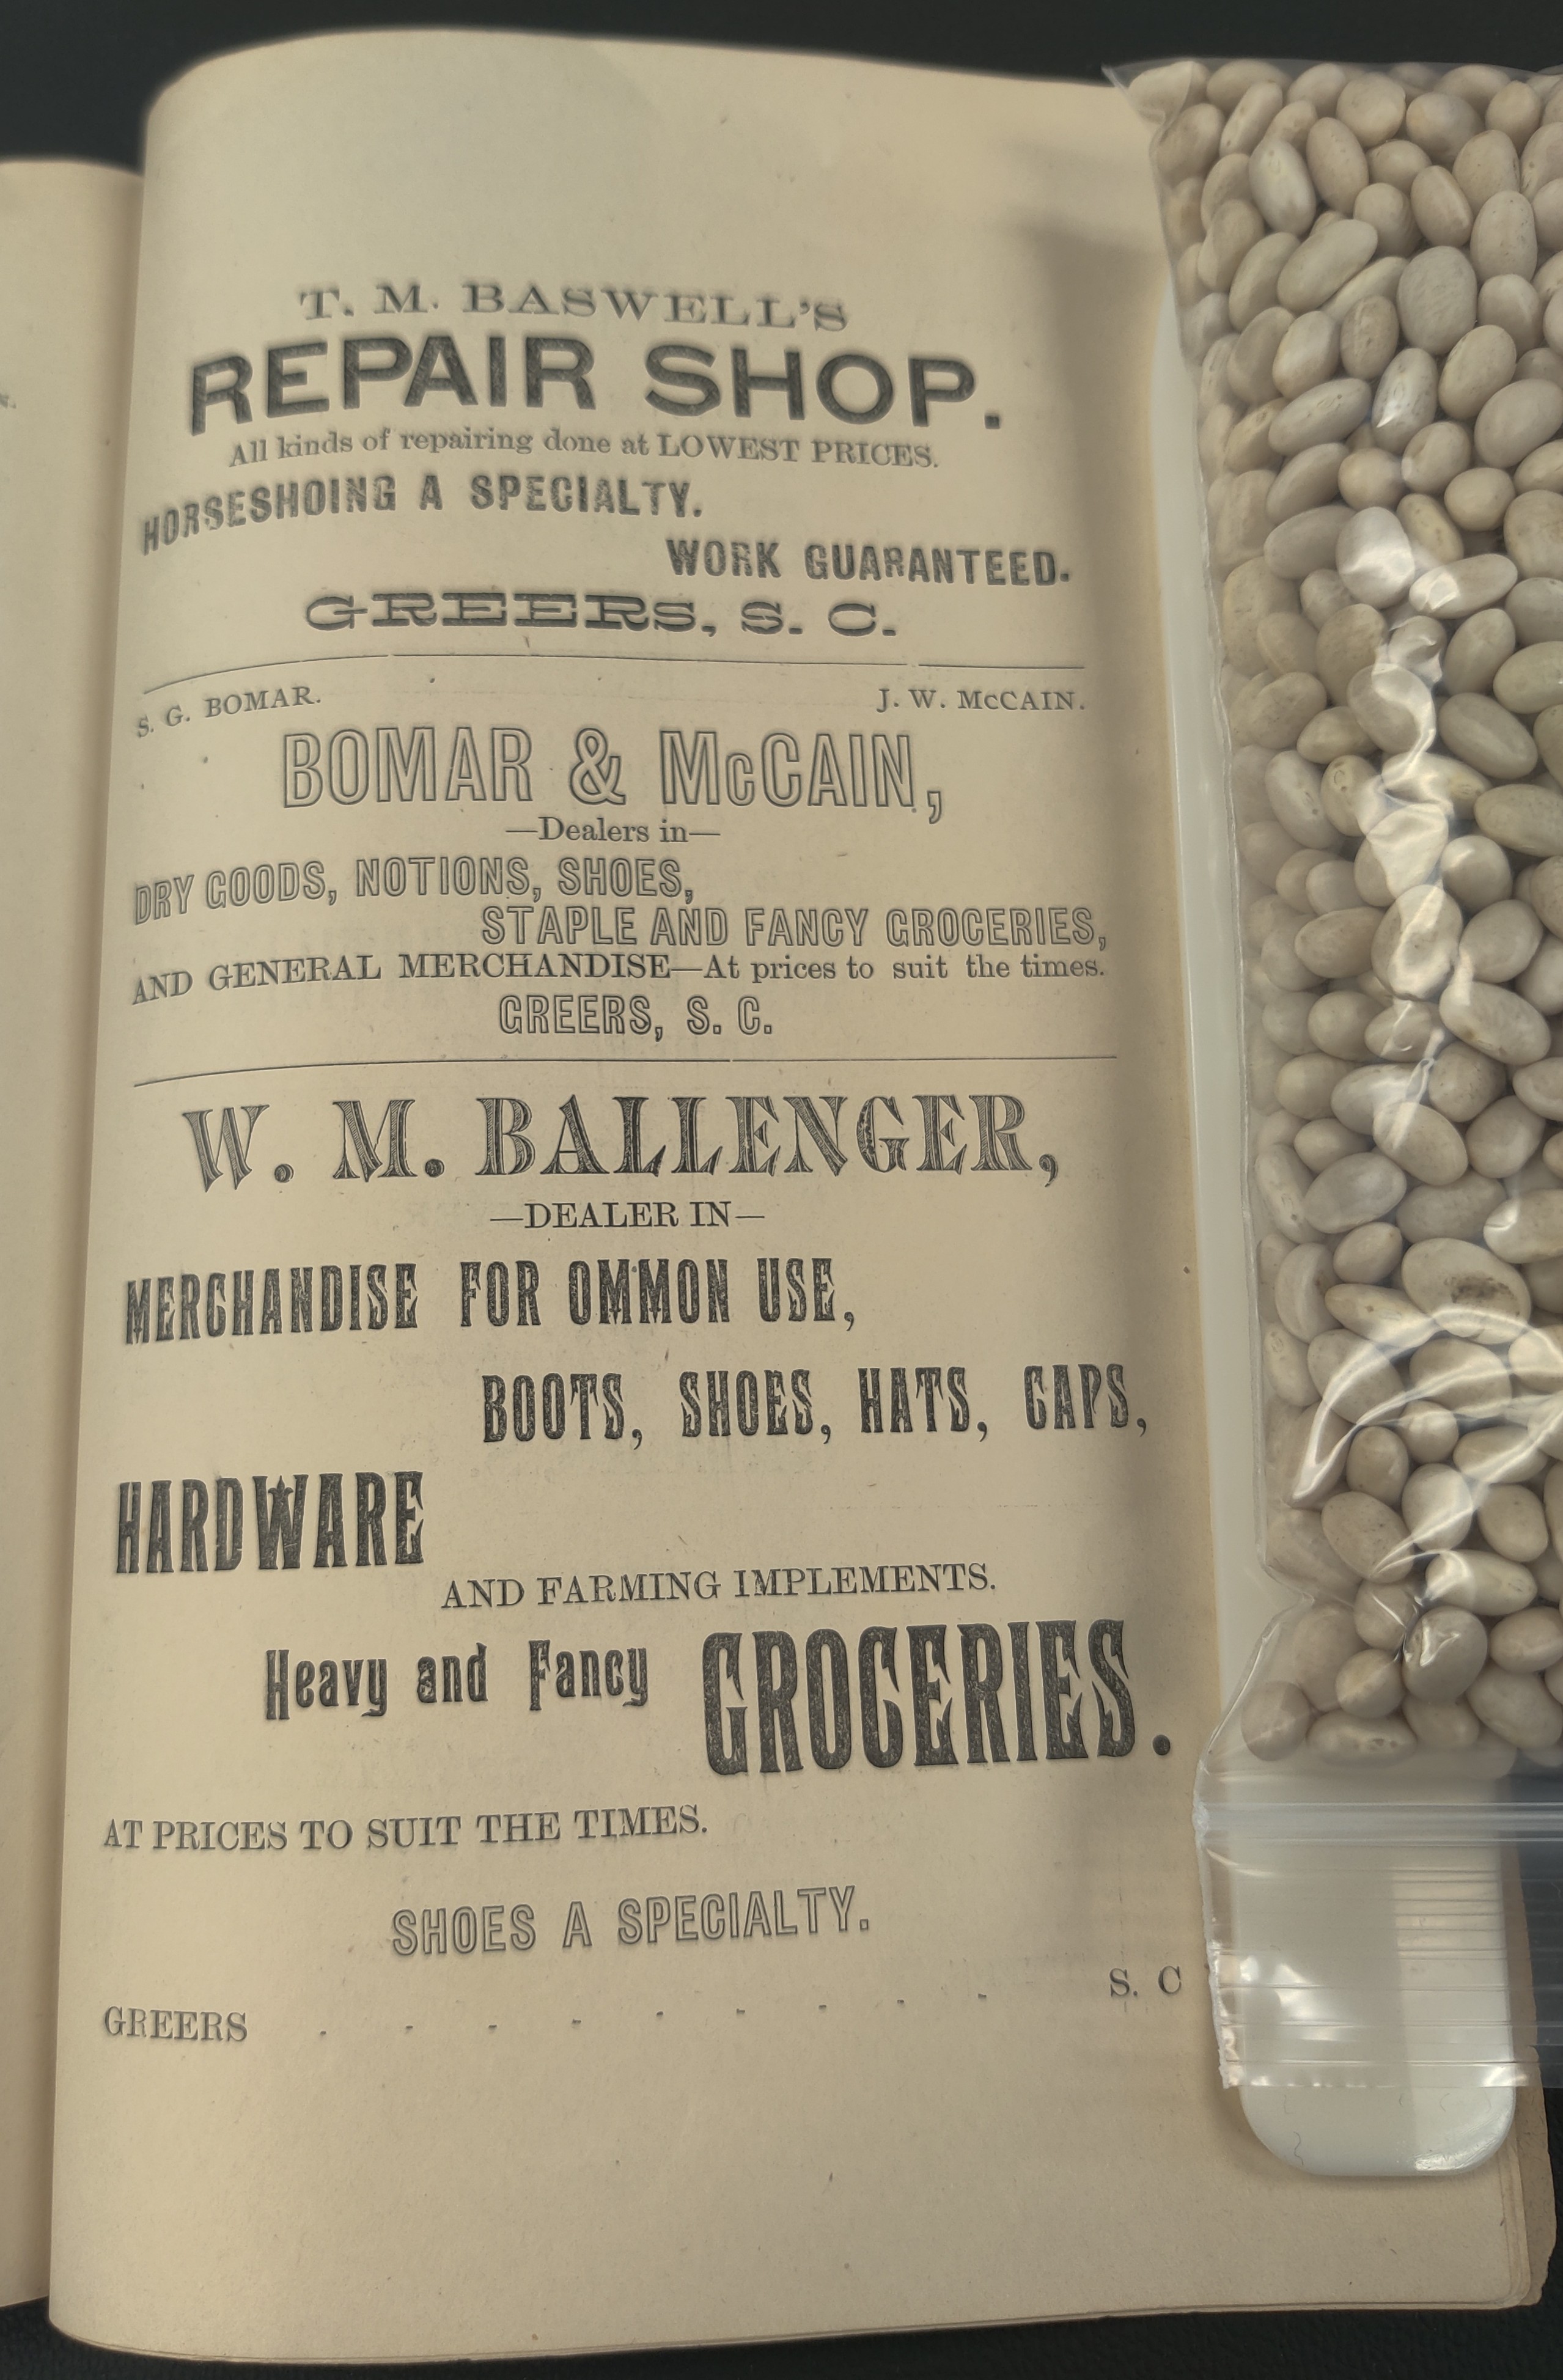 T. M. BASWELL'S
REPAIR SHOP.
All kinds of repairing done at LOWEST PRICES.
HORSESHOING A SPECIALTY.
WORK GUARANTEED.
GREERS, S. C.
S. G. BOMAR. J. W. McCAIN.
BOMAR & McCAIN,
—Dealers in—
DRY GOODS, NOTIONS, SHOES,
STAPLE AND FANCY GROCERIES,
AND GENERAL MERCHANDISE—At prices to suit the times.
GREERS, S. C.
W. M. BALLENGER,
—DEALER IN—
MERCHANDISE FOR OMMON USE,
BOOTS, SHOES, HATS, CAPS,
HARDWARE
AND FARMING IMPLEMENTS.
Heavy and Fancy GROCERIES.
AT PRICES TO SUIT THE TIMES.
SHOES A SPECIALTY.
GREERS . - - - - - - - - S. C